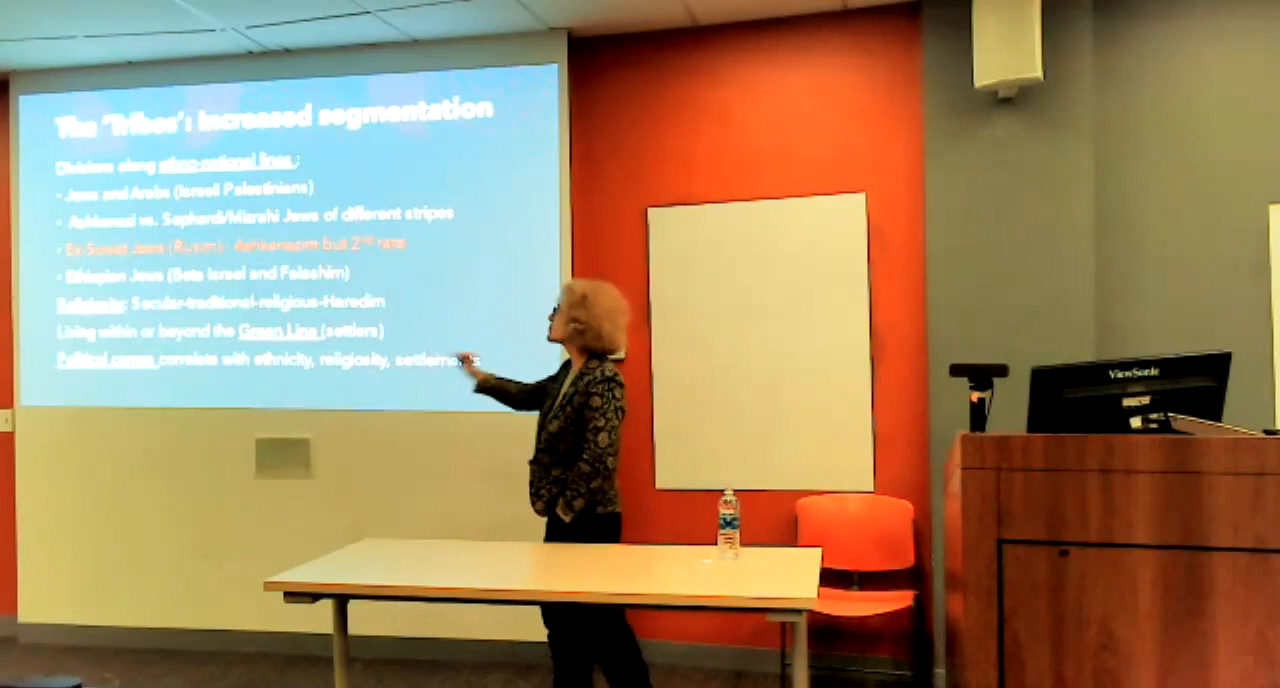 The 'Tribes': Increased segmentation
Divisions along ethno-national lines :
- Jews and Arabs (Israeli Palestinians)
- Ashkenazi vs. Sephardi/Mizrahi Jews of different stripes
- Ex Soviet Jews (Rusim) : Ashkenazim but 2nd rate
- Ethiopian Jews (Beta Israel and Falashim)
Religiosity: Secular-traditional-religious-Haredim
Living within or beyond the Green Line (settlers)
Political camps correlate with ethnicity, religiosity,
ViewSonic